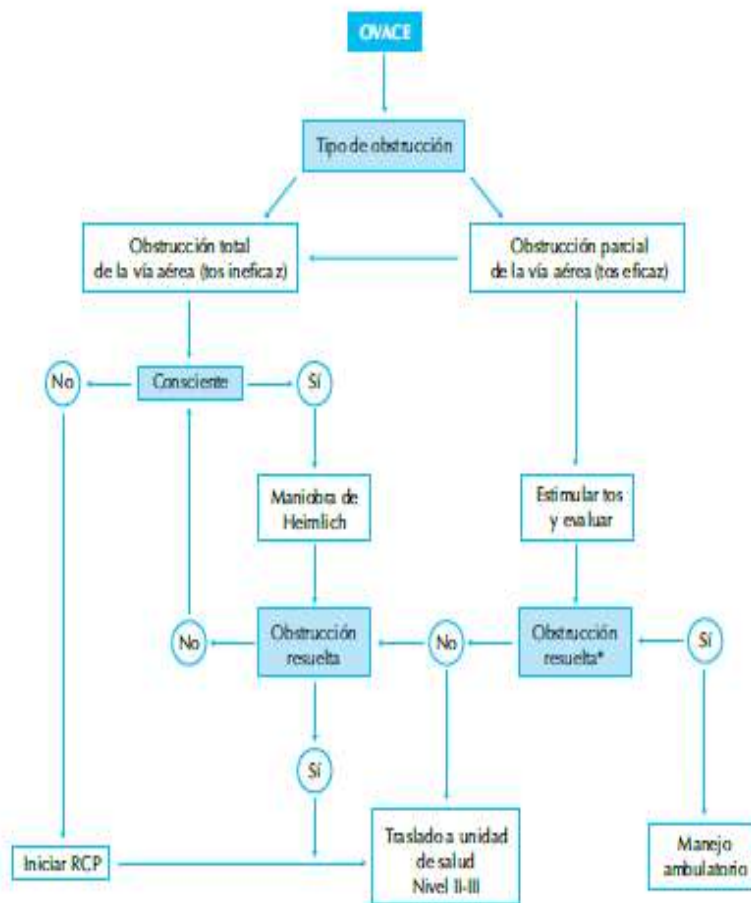 OVACE
Tipo de obstrucción
Obstrucción total
de la vía aérea (tos ineficaz)
Obstrucción parcial
de la vía aérea (tos eficaz)
No
Consciente
Sí
Maniobra de
Heimlich
Estimular tos
y evaluar
No
Obstrucción
resuelta
No
Obstrucción
resuelta*
Sí
Sí
Iniciar RCP
Traslado a unidad
de salud
Nivel II-III
Manejo
ambulatorio